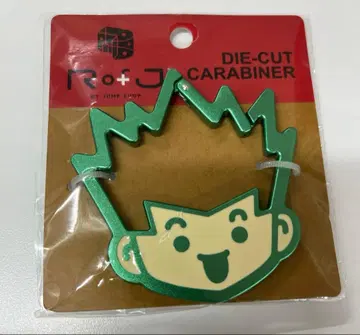 R o+J
DIE-CUT
CARABINER